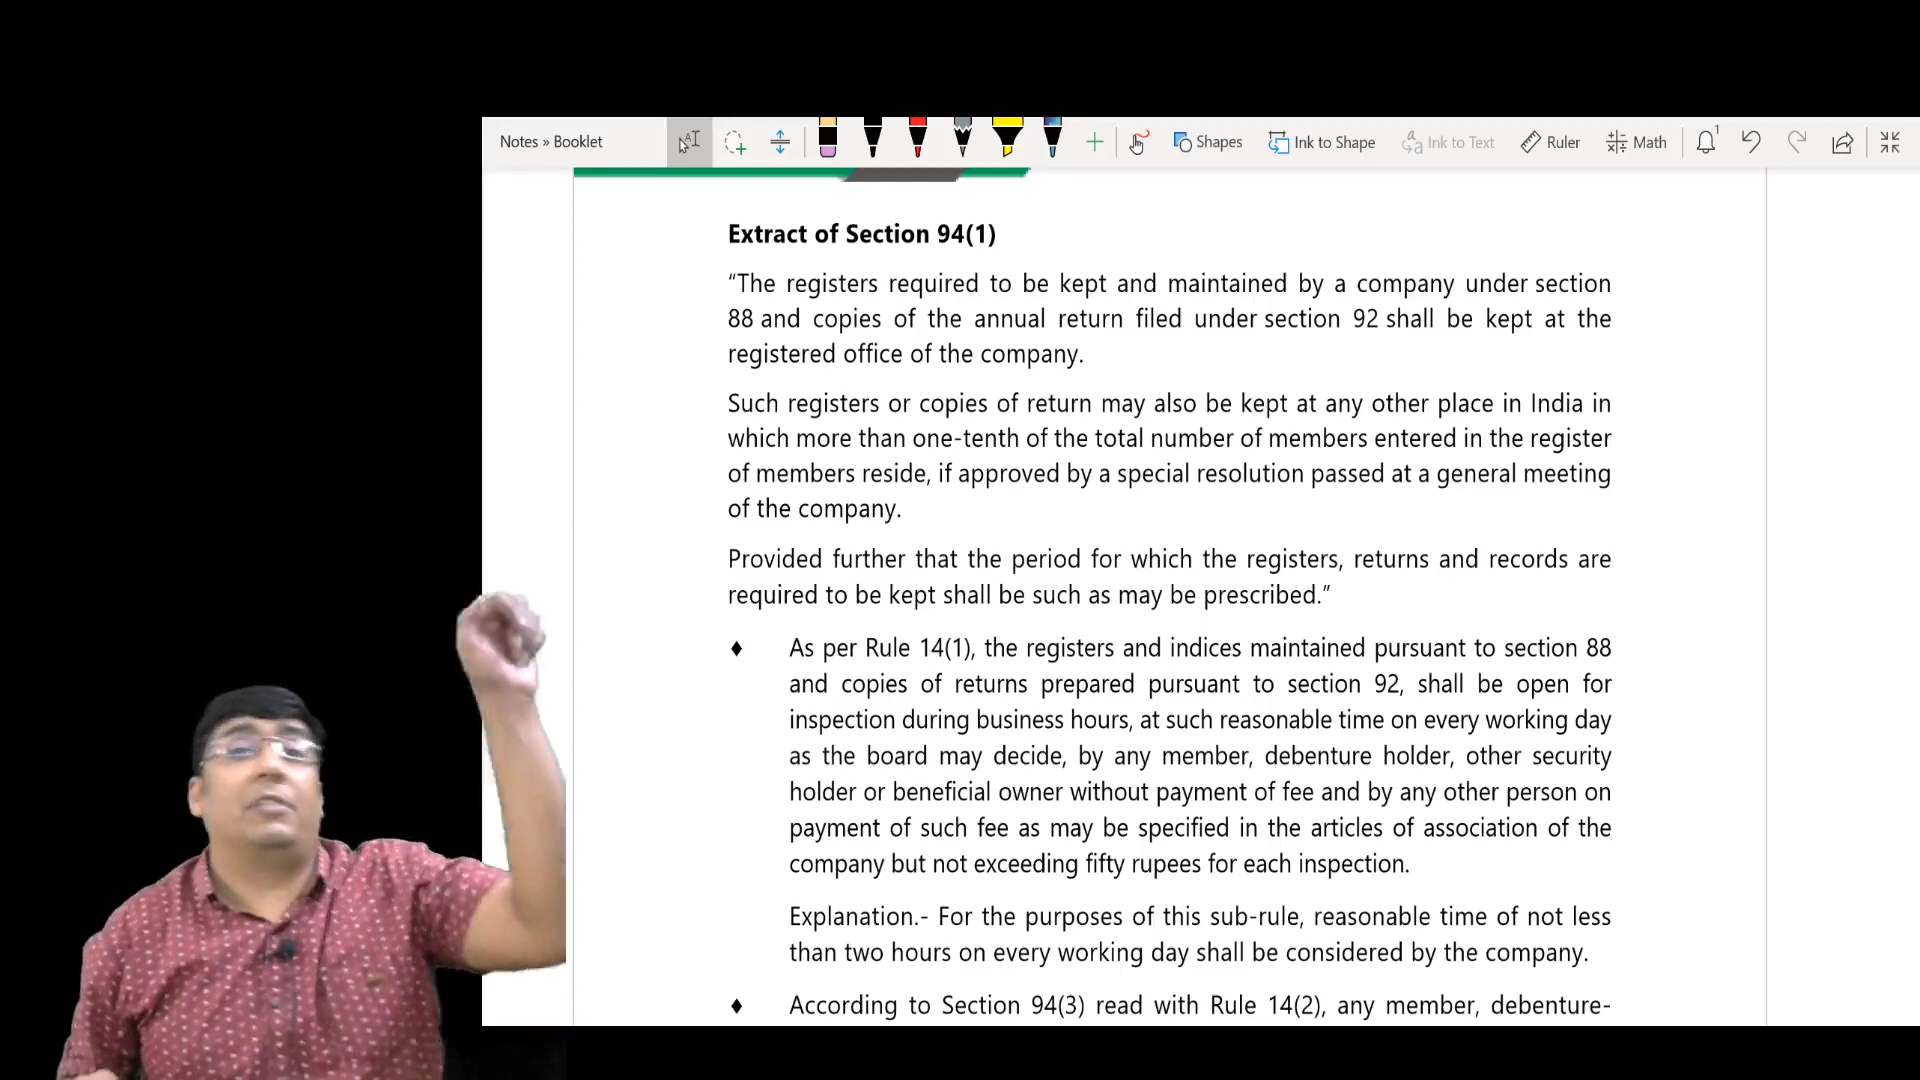 Notes » Booklet
Shapes
Ink to Shape
Ink to Text
Ruler
Math
1
Extract of Section 94(1)
“The registers required to be kept and maintained by a company under section
88 and copies of the annual return filed under section 92 shall be kept at the
registered office of the company.
Such registers or copies of return may also be kept at any other place in India in
which more than one-tenth of the total number of members entered in the register
of members reside, if approved by a special resolution passed at a general meeting
of the company.
Provided further that the period for which the registers, returns and records are
required to be kept shall be such as may be prescribed.”
♦ As per Rule 14(1), the registers and indices maintained pursuant to section 88
and copies of returns prepared pursuant to section 92, shall be open for
inspection during business hours, at such reasonable time on every working day
as the board may decide, by any member, debenture holder, other security
holder or beneficial owner without payment of fee and by any other person on
payment of such fee as may be specified in the articles of association of the
company but not exceeding fifty rupees for each inspection.
Explanation.- For the purposes of this sub-rule, reasonable time of not less
than two hours on every working day shall be considered by the company.
♦ According to Section 94(3) read with Rule 14(2), any member, debenture-